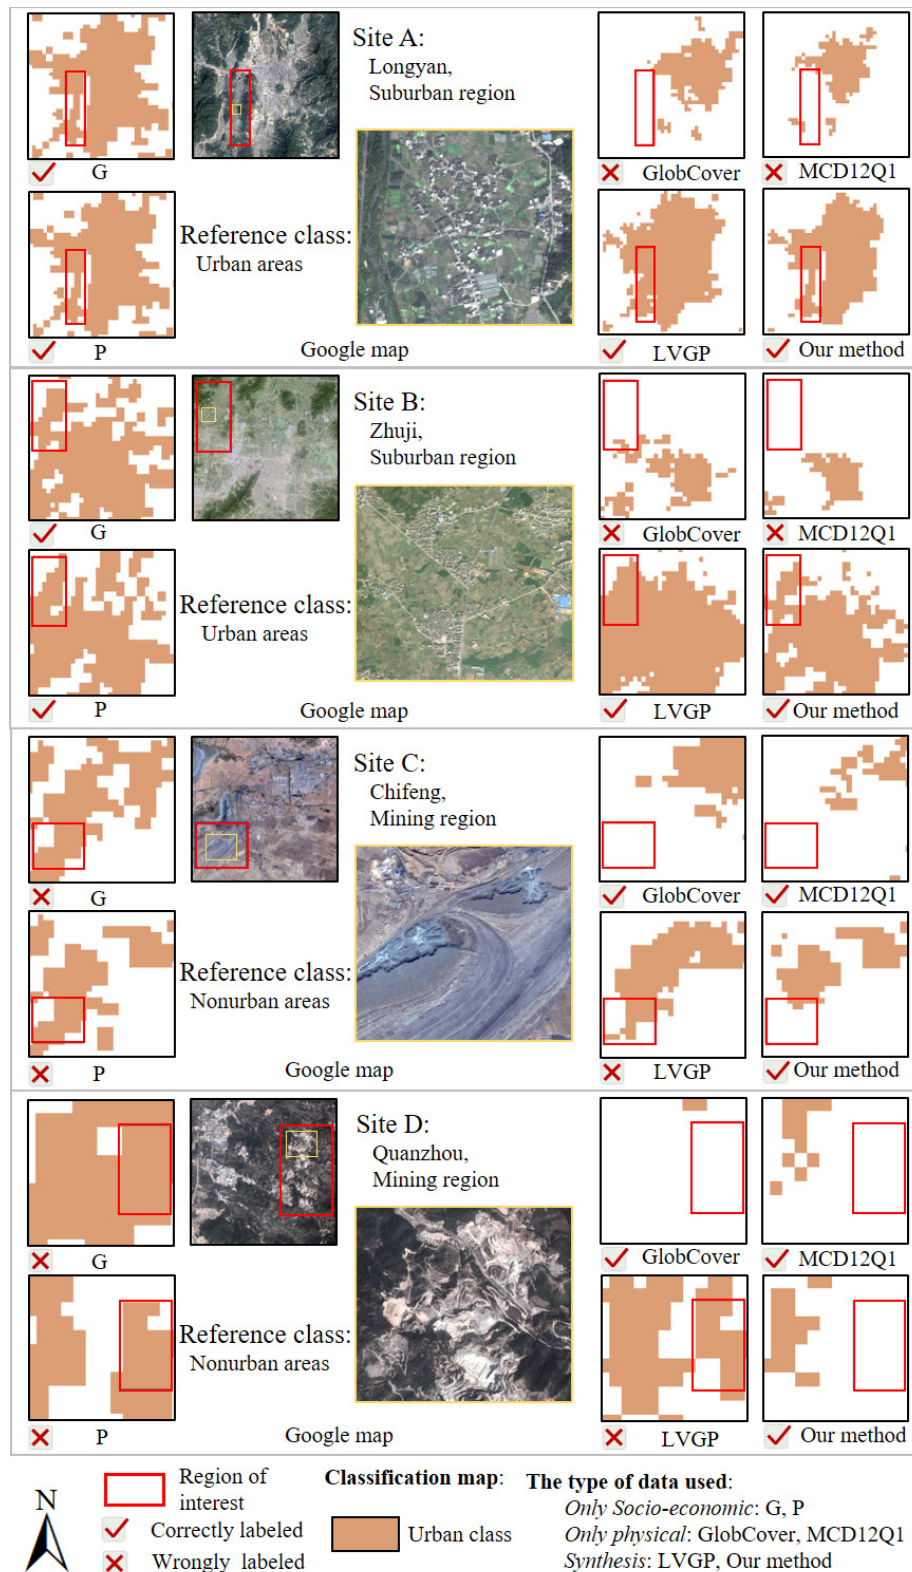 Site A:
Longyan,
Suburban region
G
GlobCover
MCD12Q1
Reference class:
Urban areas
P
Google map
LVGP
Our method
Site B:
Zhuji,
Suburban region
G
GlobCover
MCD12Q1
Reference class:
Urban areas
P
Google map
LVGP
Our method
Site C:
Chifeng,
Mining region
G
GlobCover
MCD12Q1
Reference class:
Nonurban areas
P
Google map
LVGP
Our method
Site D:
Quanzhou,
Mining region
G
GlobCover
MCD12Q1
Reference class:
Nonurban areas
P
Google map
LVGP
Our method
N
Region of
interest
Correctly labeled
Wrongly labeled
Classification map:
Urban class
The type of data used:
Only Socio-economic: G, P
Only physical: GlobCover, MCD12Q1
Synthesis: LVGP, Our method